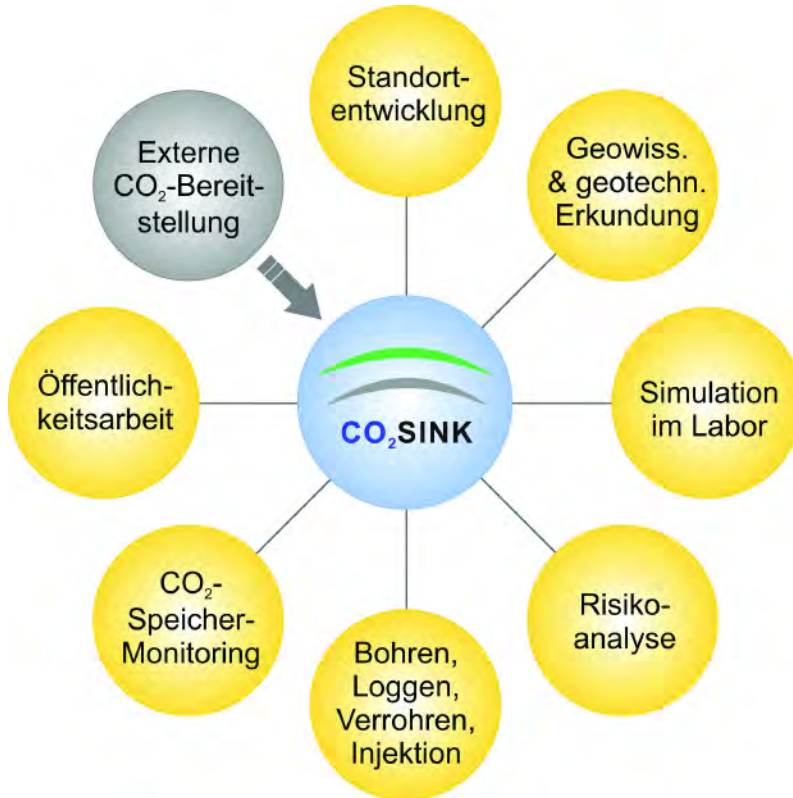 Standort-
entwicklung
Externe
CO₂-Bereit-
stellung
Geowiss.
& geotechn.
Erkundung
Öffentlich-
keitsarbeit
CO₂SINK
Simulation
im Labor
CO₂-
Speicher-
Monitoring
Bohren,
Loggen,
Verrohren,
Injektion
Risiko-
analyse